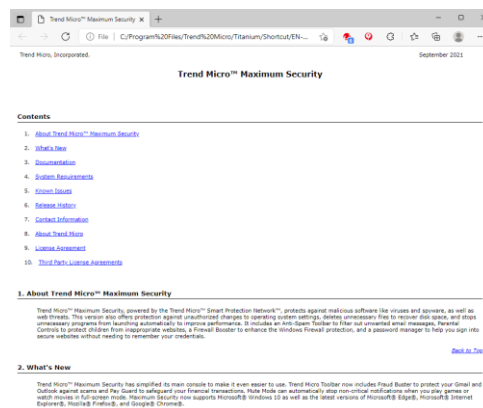 Trend Micro™ Maximum Security
File
C:/Program%20Files/Trend%20Micro/Titanium/Shortcut/EN-...
Trend Micro, Incorporated.
September 2021
Trend Micro™ Maximum Security
Contents
1. About Trend Micro™ Maximum Security
2. What's New
3. Documentation
4. System Requirements
5. Known Issues
6. Release History
7. Contact Information
8. About Trend Micro
9. License Agreement
10. Third Party License Agreements
1. About Trend Micro™ Maximum Security
Trend Micro™ Maximum Security, powered by the Trend Micro™ Smart Protection Network™, protects against malicious software like viruses and spyware, as well as
web threats. This version also offers protection against unauthorized changes to operating system settings, deletes unnecessary files to recover disk space, and stops
unnecessary programs from launching automatically to improve performance. It includes an Anti-Spam Toolbar to filter out unwanted email messages, Parental
Controls to protect children from inappropriate websites, a Firewall Booster to enhance the Windows Firewall protection, and a password manager to help you sign into
secure websites without needing to remember your credentials.
Back to Top
2. What's New
Trend Micro™ Maximum Security has simplified its main console to make it even easier to use. Trend Micro Toolbar now includes Fraud Buster to protect your Gmail and
Outlook against scams and Pay Guard to safeguard your financial transactions. Mute Mode can automatically stop non-critical notifications when you play games or
watch movies in full-screen mode. Maximum Security now supports Microsoft® Windows 10 as well as the latest versions of Microsoft® Edge®, Microsoft® Internet
Explorer®, Mozilla® Firefox®, and Google® Chrome®.